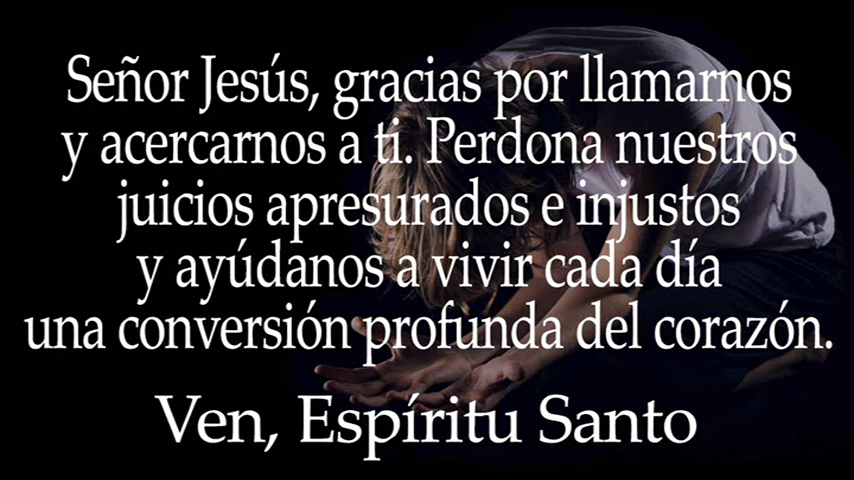 Señor Jesús, gracias por llamarnos
y acercarnos a ti. Perdona nuestros
juicios apresurados e injustos
y ayúdanos a vivir cada día
una conversión profunda del corazón.
Ven, Espíritu Santo